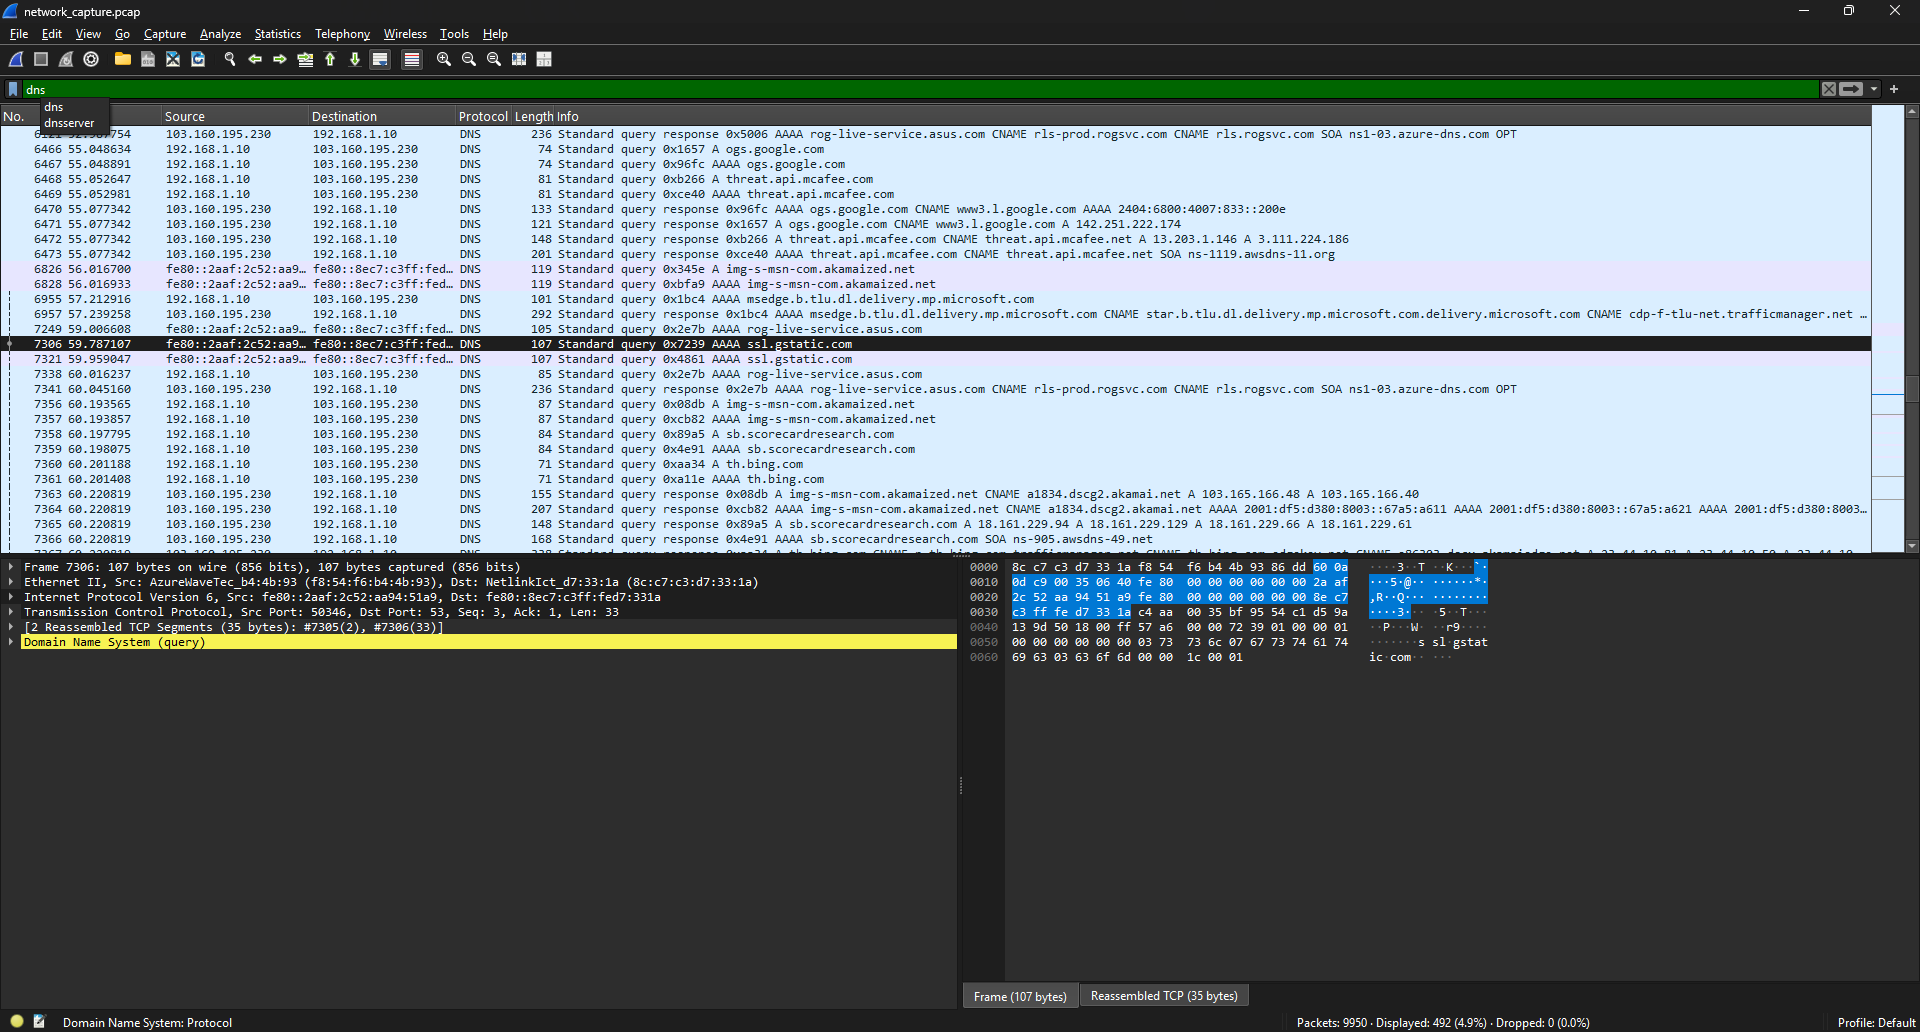 network_capture.pcap
File Edit View Go Capture Analyze Statistics Telephony Wireless Tools Help
dns
dns
dnsserver
No. Source Destination Protocol Length Info
103.160.195.230 192.168.1.10 DNS 236 Standard query response 0x5006 AAAA rog-live-service.asus.com CNAME rls-prod.rogsvc.com CNAME rls.rogsvc.com SOA ns1-03.azure-dns.com OPT
6466 55.048634 192.168.1.10 103.160.195.230 DNS 74 Standard query 0x1657 A ogs.google.com
6467 55.048891 192.168.1.10 103.160.195.230 DNS 74 Standard query 0x96fc AAAA ogs.google.com
6468 55.052647 192.168.1.10 103.160.195.230 DNS 81 Standard query 0xb266 A threat.api.mcafee.com
6469 55.052981 192.168.1.10 103.160.195.230 DNS 81 Standard query 0xce40 AAAA threat.api.mcafee.com
6470 55.077342 103.160.195.230 192.168.1.10 DNS 133 Standard query response 0x96fc AAAA ogs.google.com CNAME www3.l.google.com AAAA 2404:6800:4007:833::200e
6471 55.077342 103.160.195.230 192.168.1.10 DNS 121 Standard query response 0x1657 A ogs.google.com CNAME www3.l.google.com A 142.251.222.174
6472 55.077342 103.160.195.230 192.168.1.10 DNS 148 Standard query response 0xb266 A threat.api.mcafee.com CNAME threat.api.mcafee.net A 13.203.1.146 A 3.111.224.186
6473 55.077342 103.160.195.230 192.168.1.10 DNS 201 Standard query response 0xce40 AAAA threat.api.mcafee.com CNAME threat.api.mcafee.net SOA ns-1119.awsdns-11.org
6826 56.016700 fe80::2aaf:2c52:aa9… fe80::8ec7:c3ff:fed… DNS 119 Standard query 0x345e A img-s-msn-com.akamaized.net
6828 56.016933 fe80::2aaf:2c52:aa9… fe80::8ec7:c3ff:fed… DNS 119 Standard query 0xbfa9 AAAA img-s-msn-com.akamaized.net
6955 57.212916 192.168.1.10 103.160.195.230 DNS 101 Standard query 0x1bc4 AAAA msedge.b.tlu.dl.delivery.mp.microsoft.com
6957 57.239258 103.160.195.230 192.168.1.10 DNS 292 Standard query response 0x1bc4 AAAA msedge.b.tlu.dl.delivery.mp.microsoft.com CNAME star.b.tlu.dl.delivery.mp.microsoft.com.delivery.microsoft.com CNAME cdp-f-tlu-net.trafficmanager.net …
7249 59.006608 fe80::2aaf:2c52:aa9… fe80::8ec7:c3ff:fed… DNS 105 Standard query 0x2e7b AAAA rog-live-service.asus.com
7306 59.787107 fe80::2aaf:2c52:aa9… fe80::8ec7:c3ff:fed… DNS 107 Standard query 0x7239 AAAA ssl.gstatic.com
7321 59.959047 fe80::2aaf:2c52:aa9… fe80::8ec7:c3ff:fed… DNS 107 Standard query 0x4861 AAAA ssl.gstatic.com
7338 60.016237 192.168.1.10 103.160.195.230 DNS 85 Standard query 0x2e7b AAAA rog-live-service.asus.com
7341 60.045160 103.160.195.230 192.168.1.10 DNS 236 Standard query response 0x2e7b AAAA rog-live-service.asus.com CNAME rls-prod.rogsvc.com CNAME rls.rogsvc.com SOA ns1-03.azure-dns.com OPT
7356 60.193565 192.168.1.10 103.160.195.230 DNS 87 Standard query 0x08db A img-s-msn-com.akamaized.net
7357 60.193857 192.168.1.10 103.160.195.230 DNS 87 Standard query 0xcb82 AAAA img-s-msn-com.akamaized.net
7358 60.197795 192.168.1.10 103.160.195.230 DNS 84 Standard query 0x89a5 A sb.scorecardresearch.com
7359 60.198075 192.168.1.10 103.160.195.230 DNS 84 Standard query 0x4e91 AAAA sb.scorecardresearch.com
7360 60.201188 192.168.1.10 103.160.195.230 DNS 71 Standard query 0xaa34 A th.bing.com
7361 60.201408 192.168.1.10 103.160.195.230 DNS 71 Standard query 0xa11e AAAA th.bing.com
7363 60.220819 103.160.195.230 192.168.1.10 DNS 155 Standard query response 0x08db A img-s-msn-com.akamaized.net CNAME a1834.dscg2.akamai.net A 103.165.166.48 A 103.165.166.40
7364 60.220819 103.160.195.230 192.168.1.10 DNS 207 Standard query response 0xcb82 AAAA img-s-msn-com.akamaized.net CNAME a1834.dscg2.akamai.net AAAA 2001:df5:d380:8003::67a5:a611 AAAA 2001:df5:d380:8003::67a5:a621 AAAA 2001:df5:d380:8003…
7365 60.220819 103.160.195.230 192.168.1.10 DNS 148 Standard query response 0x89a5 A sb.scorecardresearch.com A 18.161.229.94 A 18.161.229.129 A 18.161.229.66 A 18.161.229.61
7366 60.220819 103.160.195.230 192.168.1.10 DNS 168 Standard query response 0x4e91 AAAA sb.scorecardresearch.com SOA ns-905.awsdns-49.net
Frame 7306: 107 bytes on wire (856 bits), 107 bytes captured (856 bits)
Ethernet II, Src: AzureWaveTec_b4:4b:93 (f8:54:f6:b4:4b:93), Dst: NetlinkIct_d7:33:1a (8c:c7:c3:d7:33:1a)
Internet Protocol Version 6, Src: fe80::2aaf:2c52:aa94:51a9, Dst: fe80::8ec7:c3ff:fed7:331a
Transmission Control Protocol, Src Port: 50346, Dst Port: 53, Seq: 3, Ack: 1, Len: 33
[2 Reassembled TCP Segments (35 bytes): #7305(2), #7306(33)]
Domain Name System (query)
0000 8c c7 c3 d7 33 1a f8 54 f6 b4 4b 93 86 dd 60 0a ····3··T ··K···`·
0010 0d c9 00 35 06 40 fe 80 00 00 00 00 00 00 2a af ···5·@·· ······*·
0020 2c 52 aa 94 51 a9 fe 80 00 00 00 00 00 00 8e c7 ,R··Q··· ········
0030 c3 ff fe d7 33 1a c4 aa 00 35 bf 95 54 c1 d5 9a ····3··· ·5··T···
0040 13 9d 50 18 00 ff 57 a6 00 00 72 39 01 00 00 01 ··P···W· ··r9····
0050 00 00 00 00 00 00 03 73 73 6c 07 67 73 74 61 74 ·······s sl·gstat
0060 69 63 03 63 6f 6d 00 00 1c 00 01 ic·com·· ···
Frame (107 bytes) Reassembled TCP (35 bytes)
Domain Name System: Protocol
Packets: 9950 · Displayed: 492 (4.9%) · Dropped: 0 (0.0%)
Profile: Default